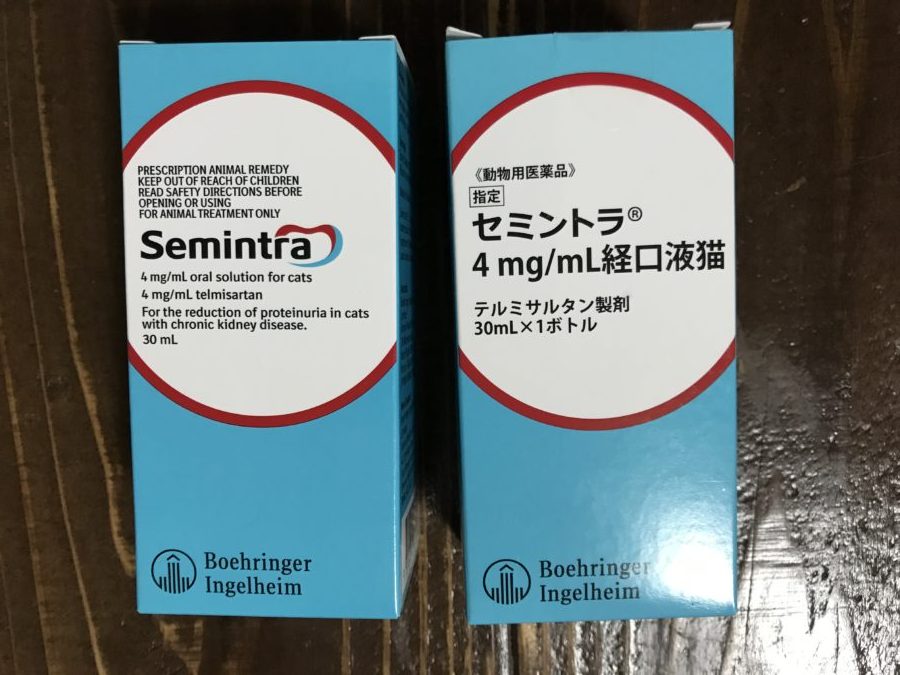 PRESCRIPTION ANIMAL REMEDY
KEEP OUT OF REACH OF CHILDREN
READ SAFETY DIRECTIONS BEFORE
OPENING OR USING
FOR ANIMAL TREATMENT ONLY
Semintra
4 mg/mL oral solution for cats
4 mg/mL telmisartan
For the reduction of proteinuria in cats
with chronic kidney disease.
30 mL
Boehringer
Ingelheim
《動物用医薬品》
指定
セミントラ®
4 mg/mL経口液猫
テルミサルタン製剤
30mL×1ボトル
Boehringer
Ingelheim